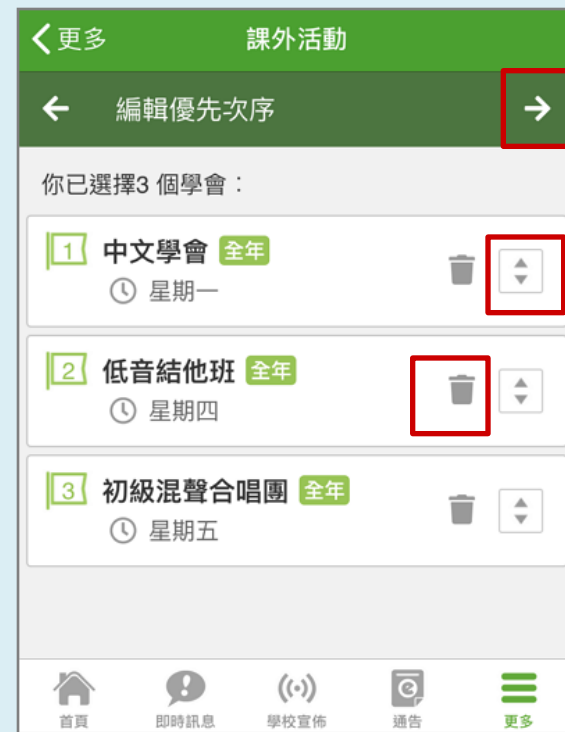 更多 課外活動
編輯優先次序
你已選擇3 個學會：
1 中文學會 全年
星期一
2 低音結他班 全年
星期四
3 初級混聲合唱團 全年
星期五
首頁 即時訊息 學校宣佈 通告 更多